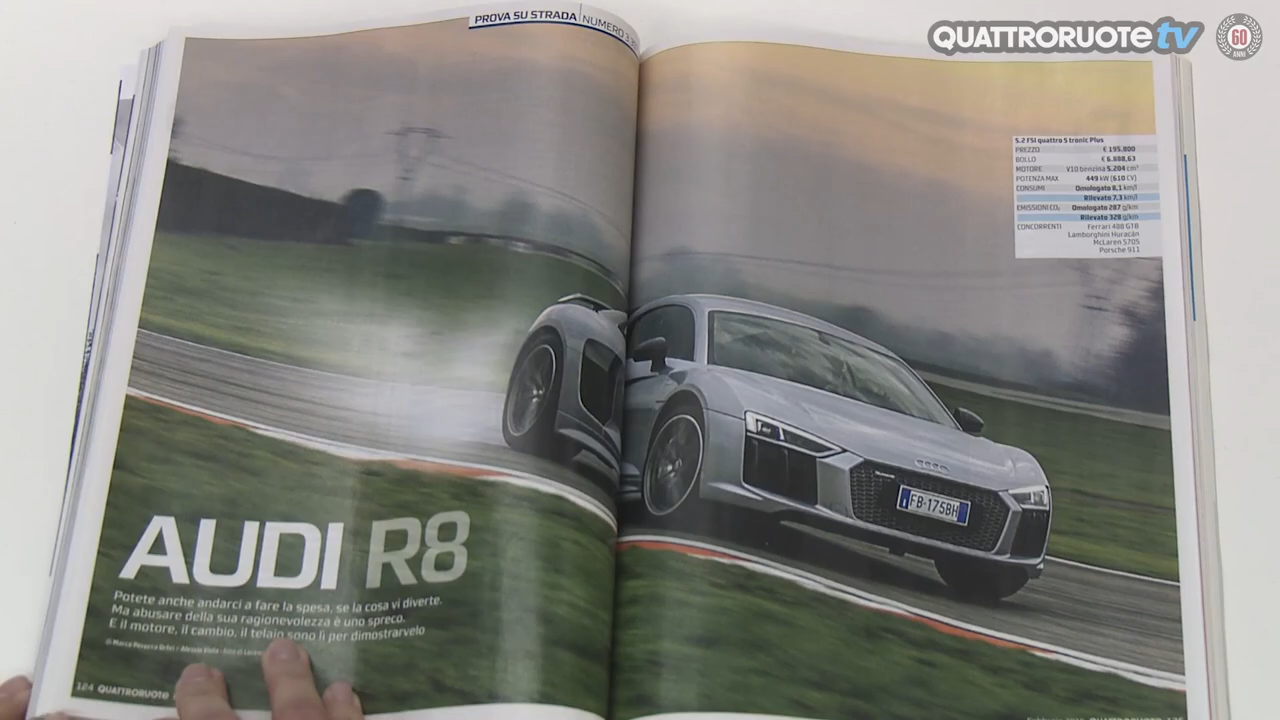 PROVA SU STRADA NUMERO 3.3
QUATTRORUOTE tv
60
ANNI
5.2 FSI quattro S tronic Plus
PREZZO € 195.800
BOLLO € 6.888,63
MOTORE V10 benzina 5.204 cm³
POTENZA MAX 449 kW (610 CV)
CONSUMI Omologato 8,1 km/l
Rilevato 7,3 km/l
EMISSIONI CO₂ Omologato 287 g/km
Rilevato 328 g/km
CONCORRENTI Ferrari 488 GTB
Lamborghini Huracán
McLaren 570S
Porsche 911
FB·175BH
AUDI R8
Potete anche andarci a fare la spesa, se la cosa vi diverte.
Ma abusare della sua ragionevolezza è uno spreco.
E il motore, il cambio, il telaio sono lì per dimostrarvelo
124 QUATTRORUOTE